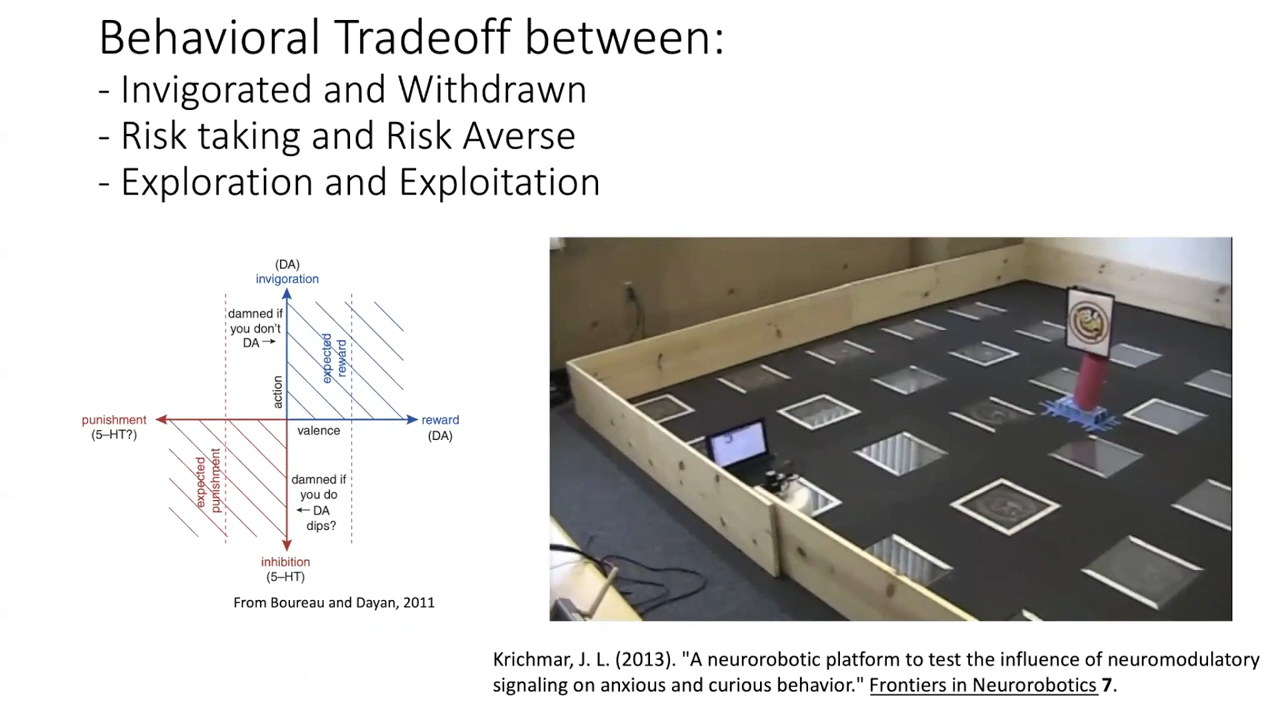 Behavioral Tradeoff between:
- Invigorated and Withdrawn
- Risk taking and Risk Averse
- Exploration and Exploitation
(DA)
invigoration
damned if
you don't
DA →
expected
reward
action
punishment
(5–HT?)
valence
reward
(DA)
expected
punishment
damned if
you do
← DA
dips?
inhibition
(5–HT)
From Boureau and Dayan, 2011
Krichmar, J. L. (2013). "A neurorobotic platform to test the influence of neuromodulatory
signaling on anxious and curious behavior." Frontiers in Neurorobotics 7.